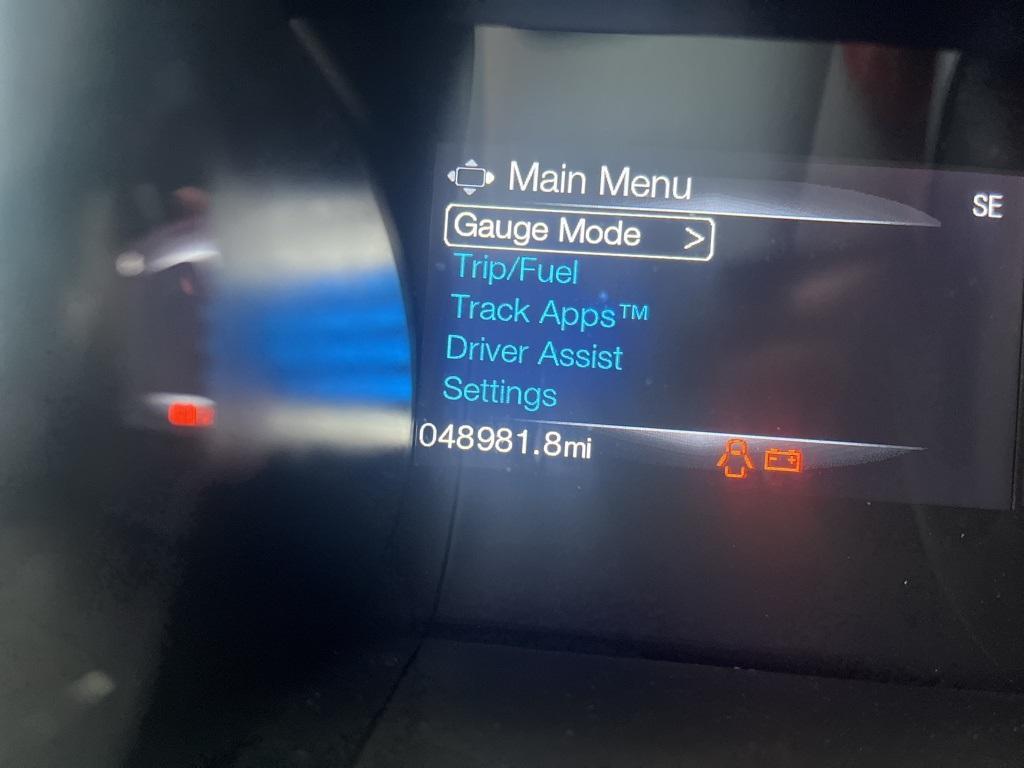 Main Menu
SE
Gauge Mode >
Trip/Fuel
Track Apps™
Driver Assist
Settings
048981.8mi